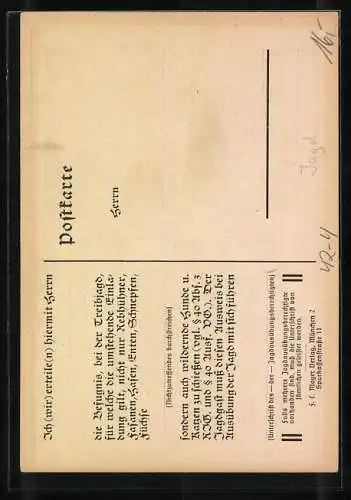 Postkarte
Herrn
Ich (wir) erteile(n) hiermit Herrn
die Befugnis, bei der Treibjagd,
für welche die umstehende Einla-
dung gilt, nicht nur Rebhühner,
Fasanen, Hasen, Enten, Schnepfen,
Füchse
(Nichtzutreffendes durchstreichen)
sondern auch wildernde Hunde u.
Katzen zu schießen (vgl. § 40 Abs. 3
RJG. und § 40 Ausf. VO.). Der
Jagdgast muß diesen Ausweis bei
Ausübung der Jagd mit sich führen
(Unterschrift des — der — Jagdausübungsberechtigten)
Falls mehrere Jagdausübungsberechtigte
vorhanden sind, muß die Unterschrift von
sämtlichen geleistet werden.
F. C. Mayer Verlag, München 2
Sparkassenstraße 11
16,-
Jagd
42-4